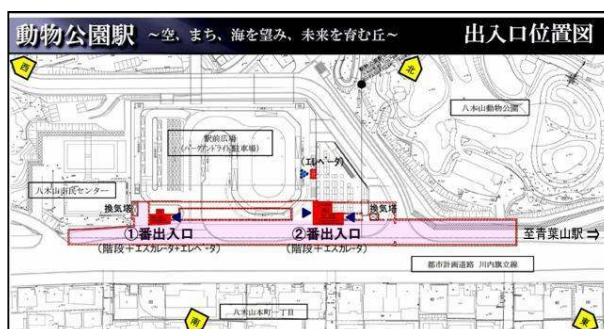 動物公園駅 ～空、まち、海を望み、未来を育む丘～ 出入口位置図
西
北
八木山動物公園
駅前広場
(パークアンドライド駐車場)
(エレベータ)
八木山市民センター
換気塔
換気塔
①番出入口
②番出入口
至青葉山駅⇒
(階段+エスカレータ+エレベータ)
(階段+エスカレータ)
都市計画道路 川内旗立線
八木山本町一丁目
南
東